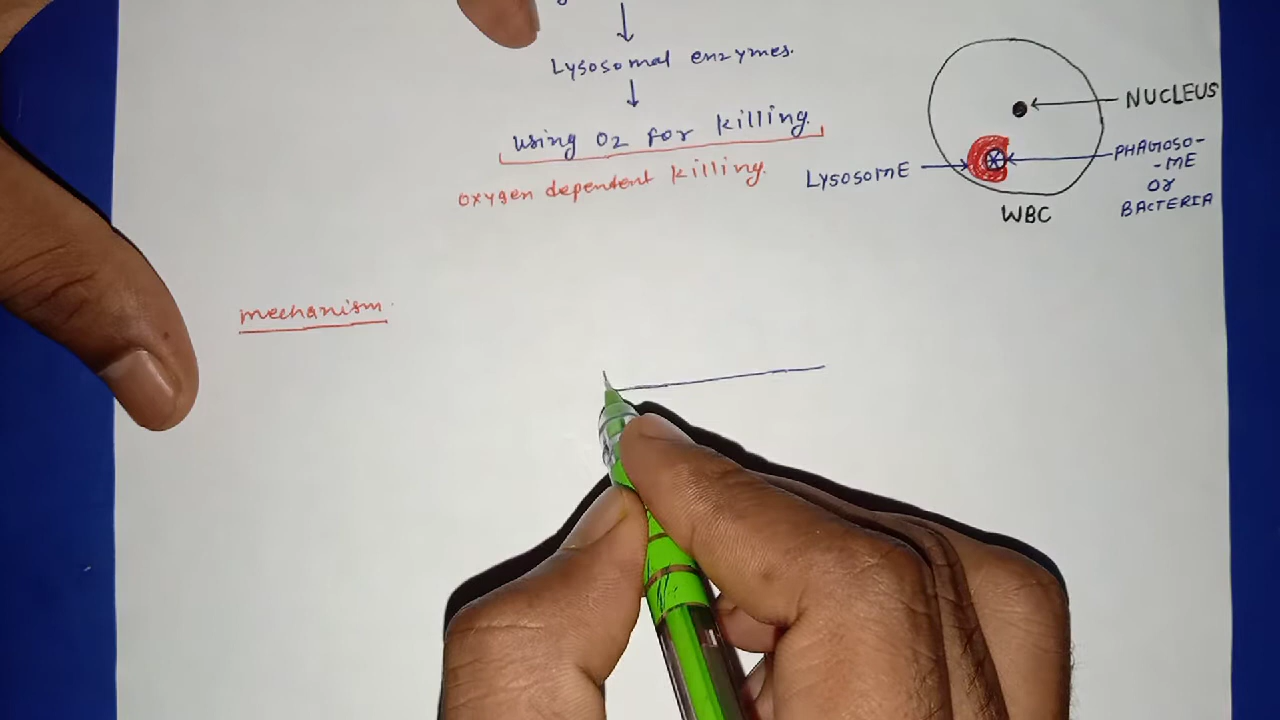 Lysosomal enzymes.
using O2 for killing.
oxygen dependent killing.
NUCLEUS
LYSOSOME
PHAGOSO-
-ME
or
BACTERIA
WBC
mechanism.